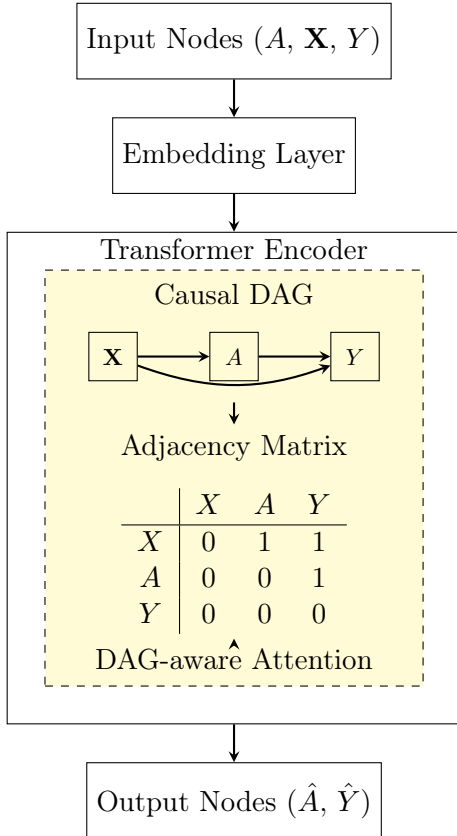 Input Nodes (A, X, Y)
Embedding Layer
Transformer Encoder
Causal DAG
X A Y
Adjacency Matrix
X A Y
X 0 1 1
A 0 0 1
Y 0 0 0
DAG-aware Attention
Output Nodes (Â, Ŷ)